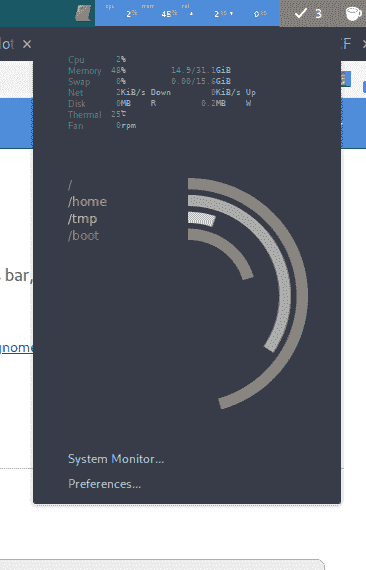 cpu 2% mem 48% net 2 0
3
Cpu 2%
Memory 48% 14.9/31.1GiB
Swap 0% 0.00/15.6GiB
Net 2KiB/s Down 0KiB/s Up
Disk 0MB R 0.2MB W
Thermal 25℃
Fan 0rpm
/
/home
/tmp
/boot
s bar,
gnome
System Monitor...
Preferences...